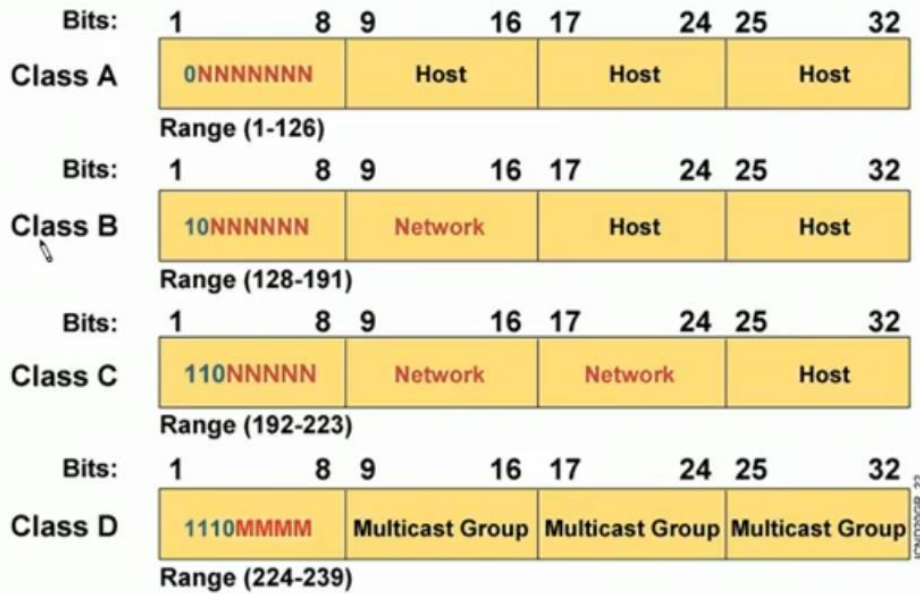 Bits: 1 8 9 16 17 24 25 32
Class A 0NNNNNNN Host Host Host
Range (1-126)
Bits: 1 8 9 16 17 24 25 32
Class B 10NNNNNN Network Host Host
Range (128-191)
Bits: 1 8 9 16 17 24 25 32
Class C 110NNNNN Network Network Host
Range (192-223)
Bits: 1 8 9 16 17 24 25 32
Class D 1110MMMM Multicast Group Multicast Group Multicast Group
Range (224-239)